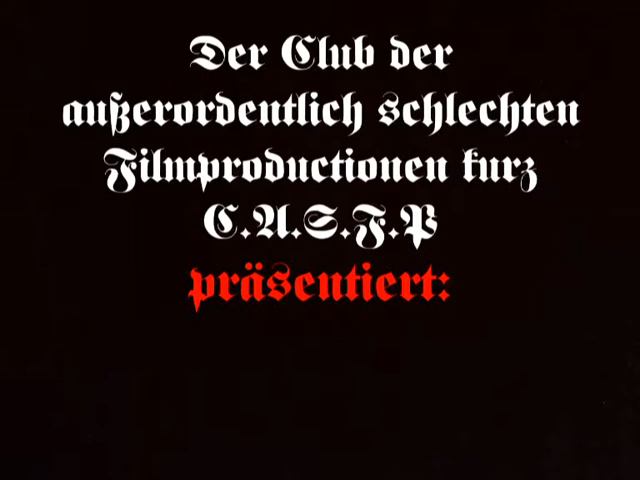 Der Club der
außerordentlich schlechten
Filmproductionen kurz
C.A.S.F.P
präsentiert: